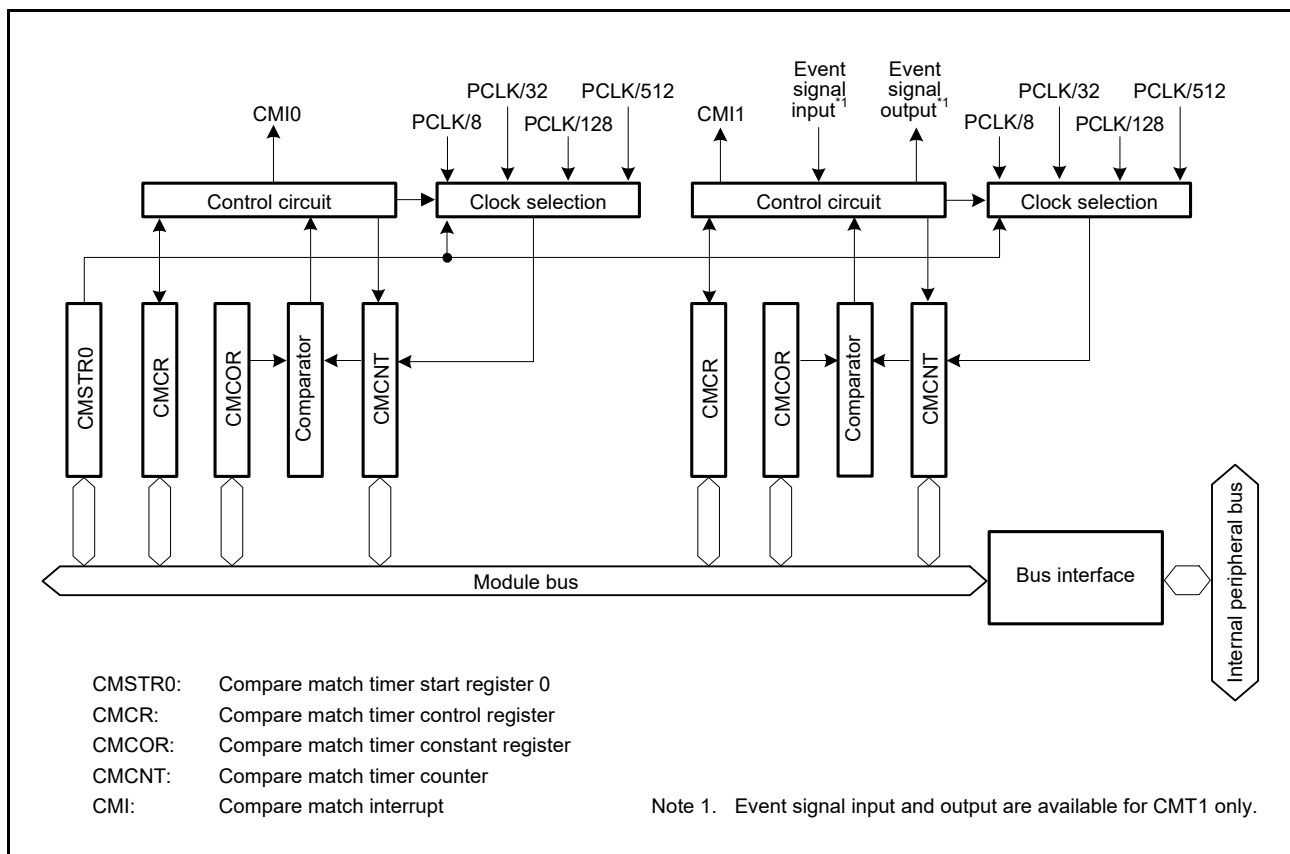 CMI0
PCLK/8
PCLK/32
PCLK/128
PCLK/512
CMI1
Event
signal
input*1
Event
signal
output*1
PCLK/8
PCLK/32
PCLK/128
PCLK/512
Control circuit
Clock selection
Control circuit
Clock selection
CMSTR0
CMCR
CMCOR
Comparator
CMCNT
CMCR
CMCOR
Comparator
CMCNT
Module bus
Bus interface
Internal peripheral bus
CMSTR0: Compare match timer start register 0
CMCR: Compare match timer control register
CMCOR: Compare match timer constant register
CMCNT: Compare match timer counter
CMI: Compare match interrupt
Note 1. Event signal input and output are available for CMT1 only.